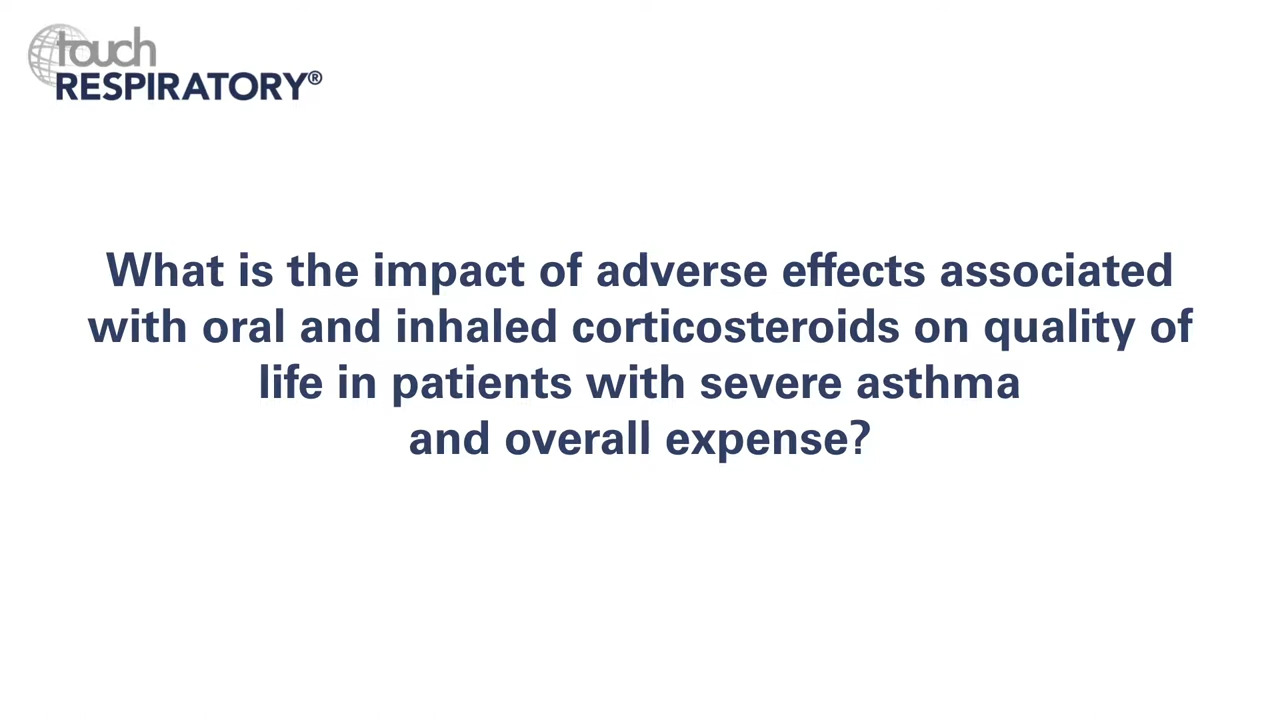 touch
RESPIRATORY®
What is the impact of adverse effects associated
with oral and inhaled corticosteroids on quality of
life in patients with severe asthma
and overall expense?